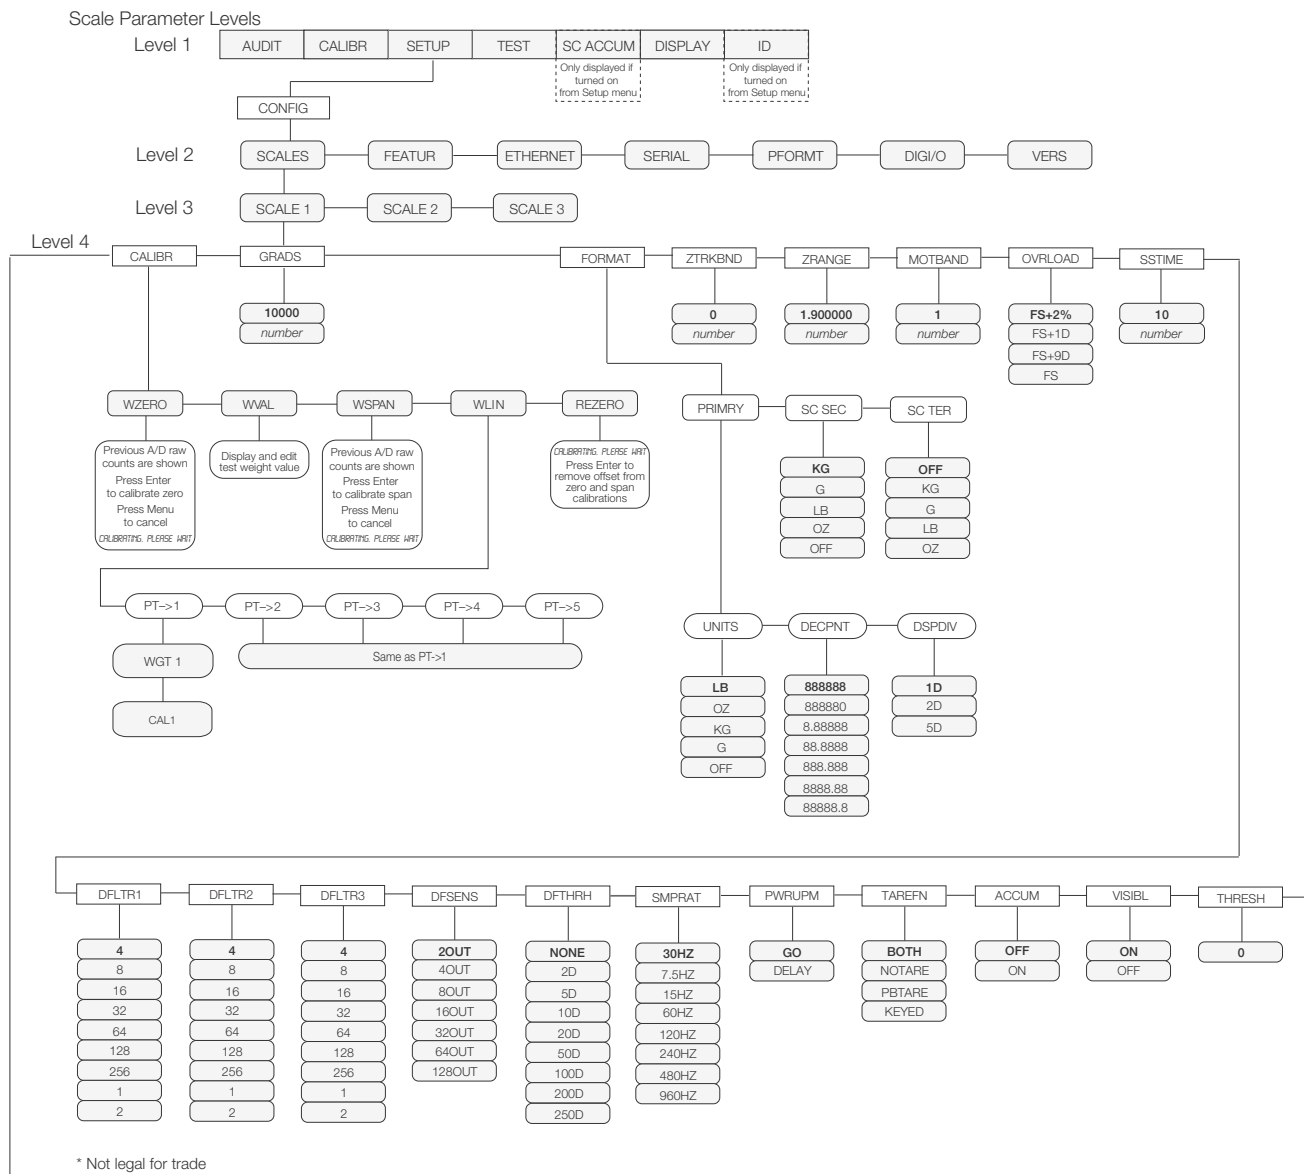 Scale Parameter Levels
Level 1
AUDIT CALIBR SETUP TEST SC ACCUM DISPLAY ID
Only displayed if
turned on
from Setup menu
Only displayed if
turned on
from Setup menu
CONFIG
Level 2
SCALES FEATUR ETHERNET SERIAL PFORMT DIGI/O VERS
Level 3
SCALE 1 SCALE 2 SCALE 3
Level 4
CALIBR GRADS FORMAT ZTRKBND ZRANGE MOTBAND OVRLOAD SSTIME
10000
number
0
number
1.900000
number
1
number
FS+2%
FS+1D
FS+9D
FS
10
number
WZERO WVAL WSPAN WLIN REZERO
Previous A/D raw
counts are shown
Press Enter
to calibrate zero
Press Menu
to cancel
CALIBRATING. PLEASE WAIT
Display and edit
test weight value
Previous A/D raw
counts are shown
Press Enter
to calibrate span
Press Menu
to cancel
CALIBRATING. PLEASE WAIT
CALIBRATING. PLEASE WAIT
Press Enter to
remove offset from
zero and span
calibrations
PRIMRY SC SEC SC TER
KG
G
LB
OZ
OFF
OFF
KG
G
LB
OZ
PT–>1 PT–>2 PT–>3 PT–>4 PT–>5
WGT 1
CAL1
Same as PT->1
UNITS DECPNT DSPDIV
LB
OZ
KG
G
OFF
888888
888880
8.88888
88.8888
888.888
8888.88
88888.8
1D
2D
5D
DFLTR1 DFLTR2 DFLTR3 DFSENS DFTHRH SMPRAT PWRUPM TAREFN ACCUM VISIBL THRESH
4
8
16
32
64
128
256
1
2
4
8
16
32
64
128
256
1
2
4
8
16
32
64
128
256
1
2
2OUT
4OUT
8OUT
16OUT
32OUT
64OUT
128OUT
NONE
2D
5D
10D
20D
50D
100D
200D
250D
30HZ
7.5HZ
15HZ
60HZ
120HZ
240HZ
480HZ
960HZ
GO
DELAY
BOTH
NOTARE
PBTARE
KEYED
OFF
ON
ON
OFF
0
* Not legal for trade